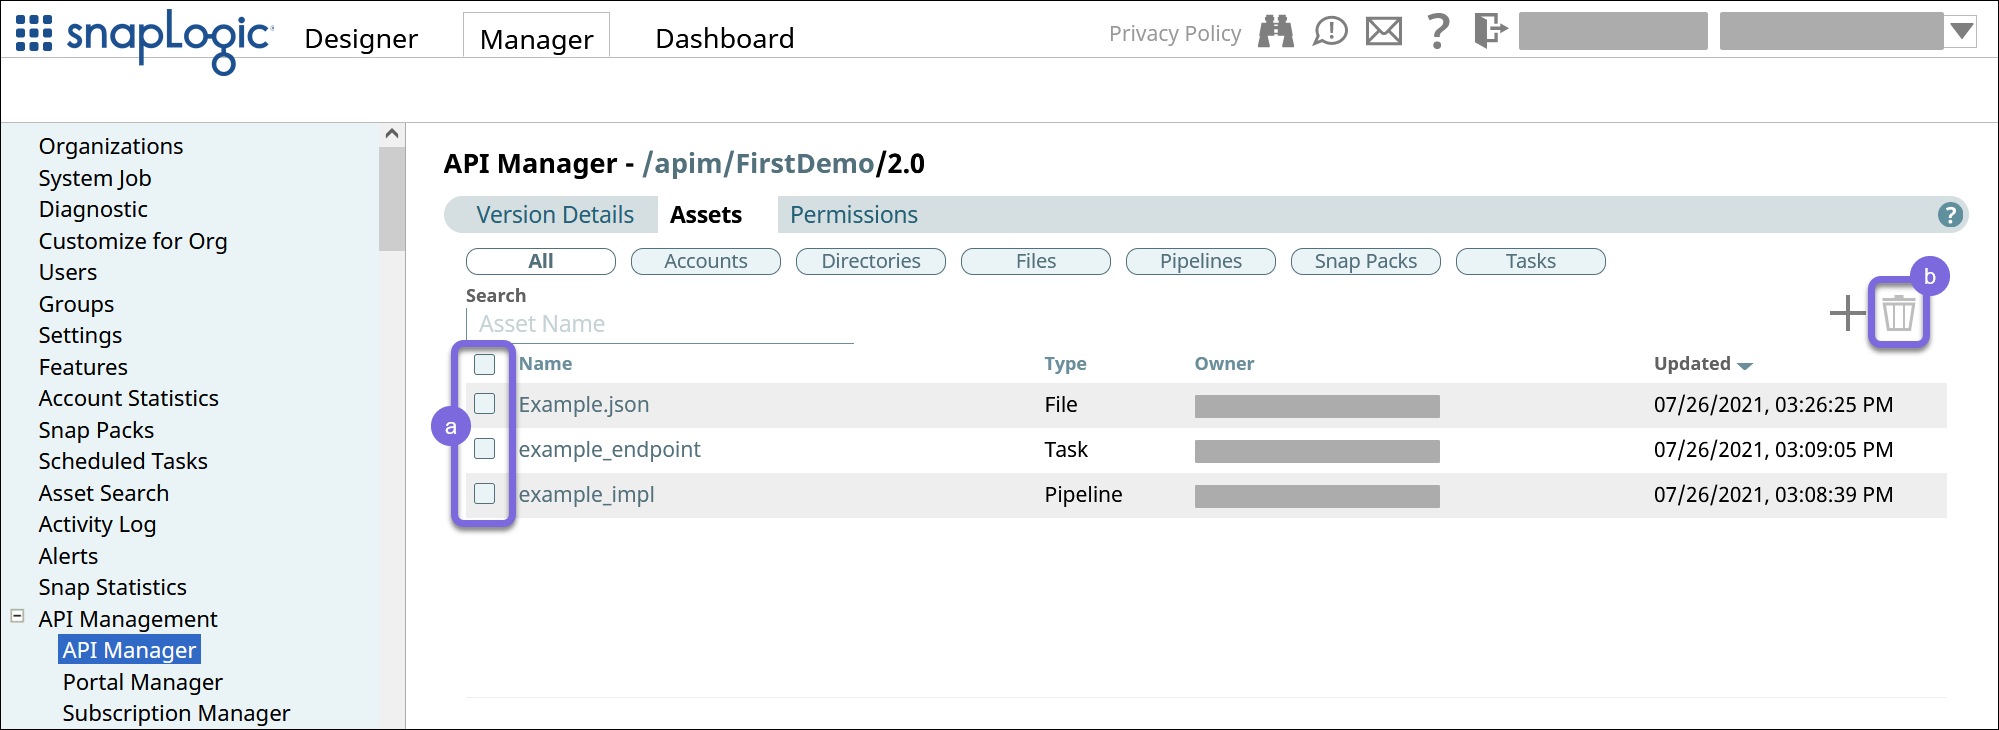 snapLogic Designer Manager Dashboard Privacy Policy
Organizations
System Job
Diagnostic
Customize for Org
Users
Groups
Settings
Features
Account Statistics
Snap Packs
Scheduled Tasks
Asset Search
Activity Log
Alerts
Snap Statistics
API Management
API Manager
Portal Manager
Subscription Manager
API Manager - /apim/FirstDemo/2.0
Version Details Assets Permissions ?
All Accounts Directories Files Pipelines Snap Packs Tasks
Search
Asset Name
b
Name Type Owner Updated
Example.json File 07/26/2021, 03:26:25 PM
a
example_endpoint Task 07/26/2021, 03:09:05 PM
example_impl Pipeline 07/26/2021, 03:08:39 PM